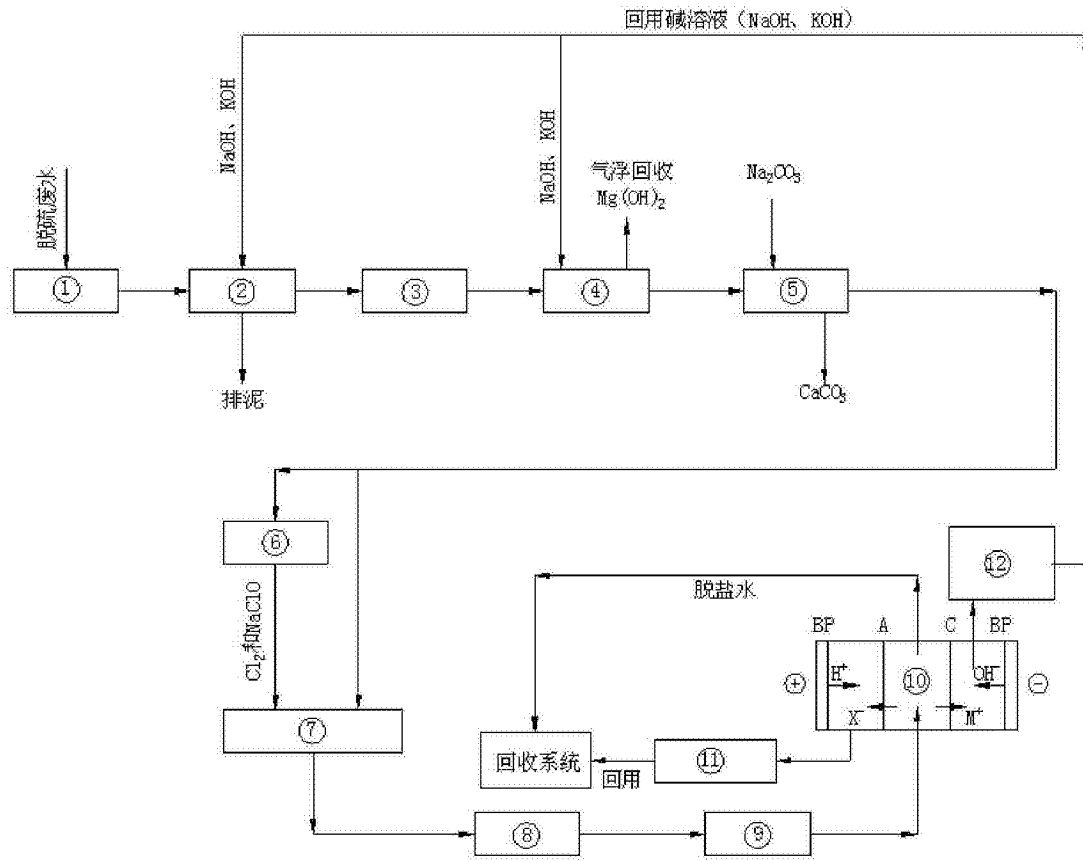 回用碱溶液（NaOH、KOH）
NaOH、KOH
NaOH、KOH
脱硫废水
气浮回收
Mg(OH)₂
Na₂CO₃
①
②
③
④
⑤
排泥
CaCO₃
⑥
⑫
脱盐水
Cl₂和NaClO
BP
A
C
BP
+
H⁺
⑩
OH⁻
−
X⁻
M⁺
⑦
回收系统
回用
⑪
⑧
⑨